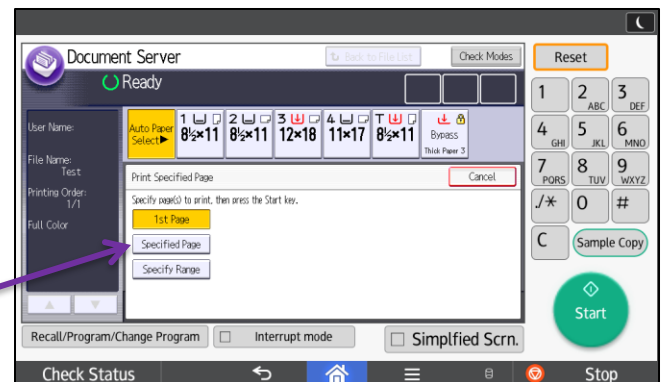 Document Server
Back to File List
Check Modes
Ready
Reset
User Name:
File Name:
Test
Printing Order:
1/1
Full Color
Auto Paper
Select▶
1
8½×11
2
8½×11
3
12×18
4
11×17
T
8½×11
Bypass
Thick Paper 3
Print Specified Page
Cancel
Specify page(s) to print, then press the Start key.
1st Page
Specified Page
Specify Range
1
2 ABC
3 DEF
4 GHI
5 JKL
6 MNO
7 PORS
8 TUV
9 WXYZ
./*
0
#
C
Sample Copy
Start
Recall/Program/Change Program
Interrupt mode
Simplfied Scrn.
Check Status
Stop